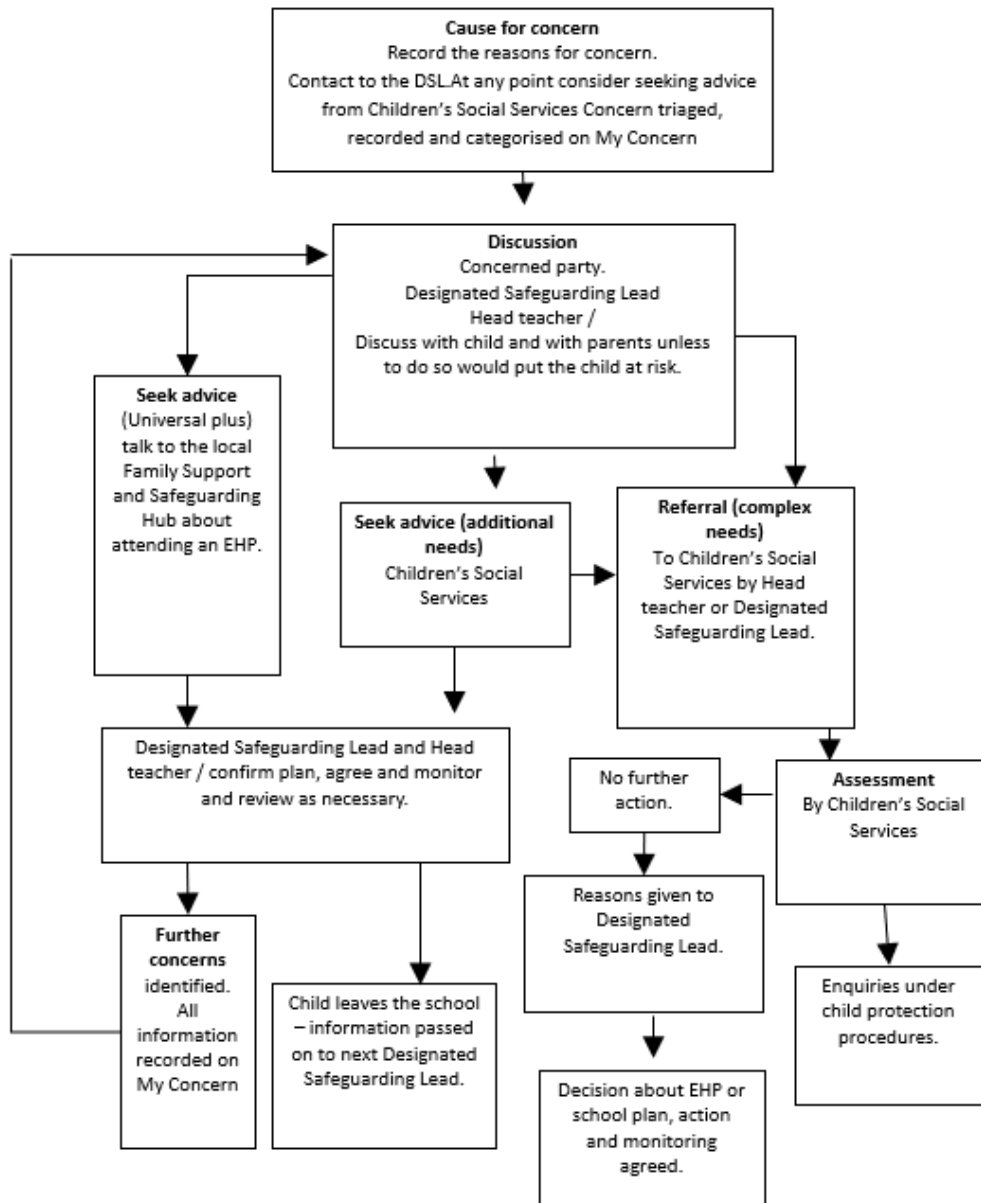 Cause for concern
Record the reasons for concern.
Contact to the DSL.At any point consider seeking advice
from Children's Social Services Concern triaged,
recorded and categorised on My Concern
Discussion
Concerned party.
Designated Safeguarding Lead
Head teacher /
Discuss with child and with parents unless
to do so would put the child at risk.
Seek advice
(Universal plus)
talk to the local
Family Support
and Safeguarding
Hub about
attending an EHP.
Seek advice (additional
needs)
Children's Social
Services
Referral (complex
needs)
To Children's Social
Services by Head
teacher or Designated
Safeguarding Lead.
Designated Safeguarding Lead and Head
teacher / confirm plan, agree and monitor
and review as necessary.
No further
action.
Assessment
By Children's Social
Services
Further
concerns
identified.
All
information
recorded on
My Concern
Child leaves the school
– information passed
on to next Designated
Safeguarding Lead.
Reasons given to
Designated
Safeguarding Lead.
Enquiries under
child protection
procedures.
Decision about EHP or
school plan, action
and monitoring
agreed.